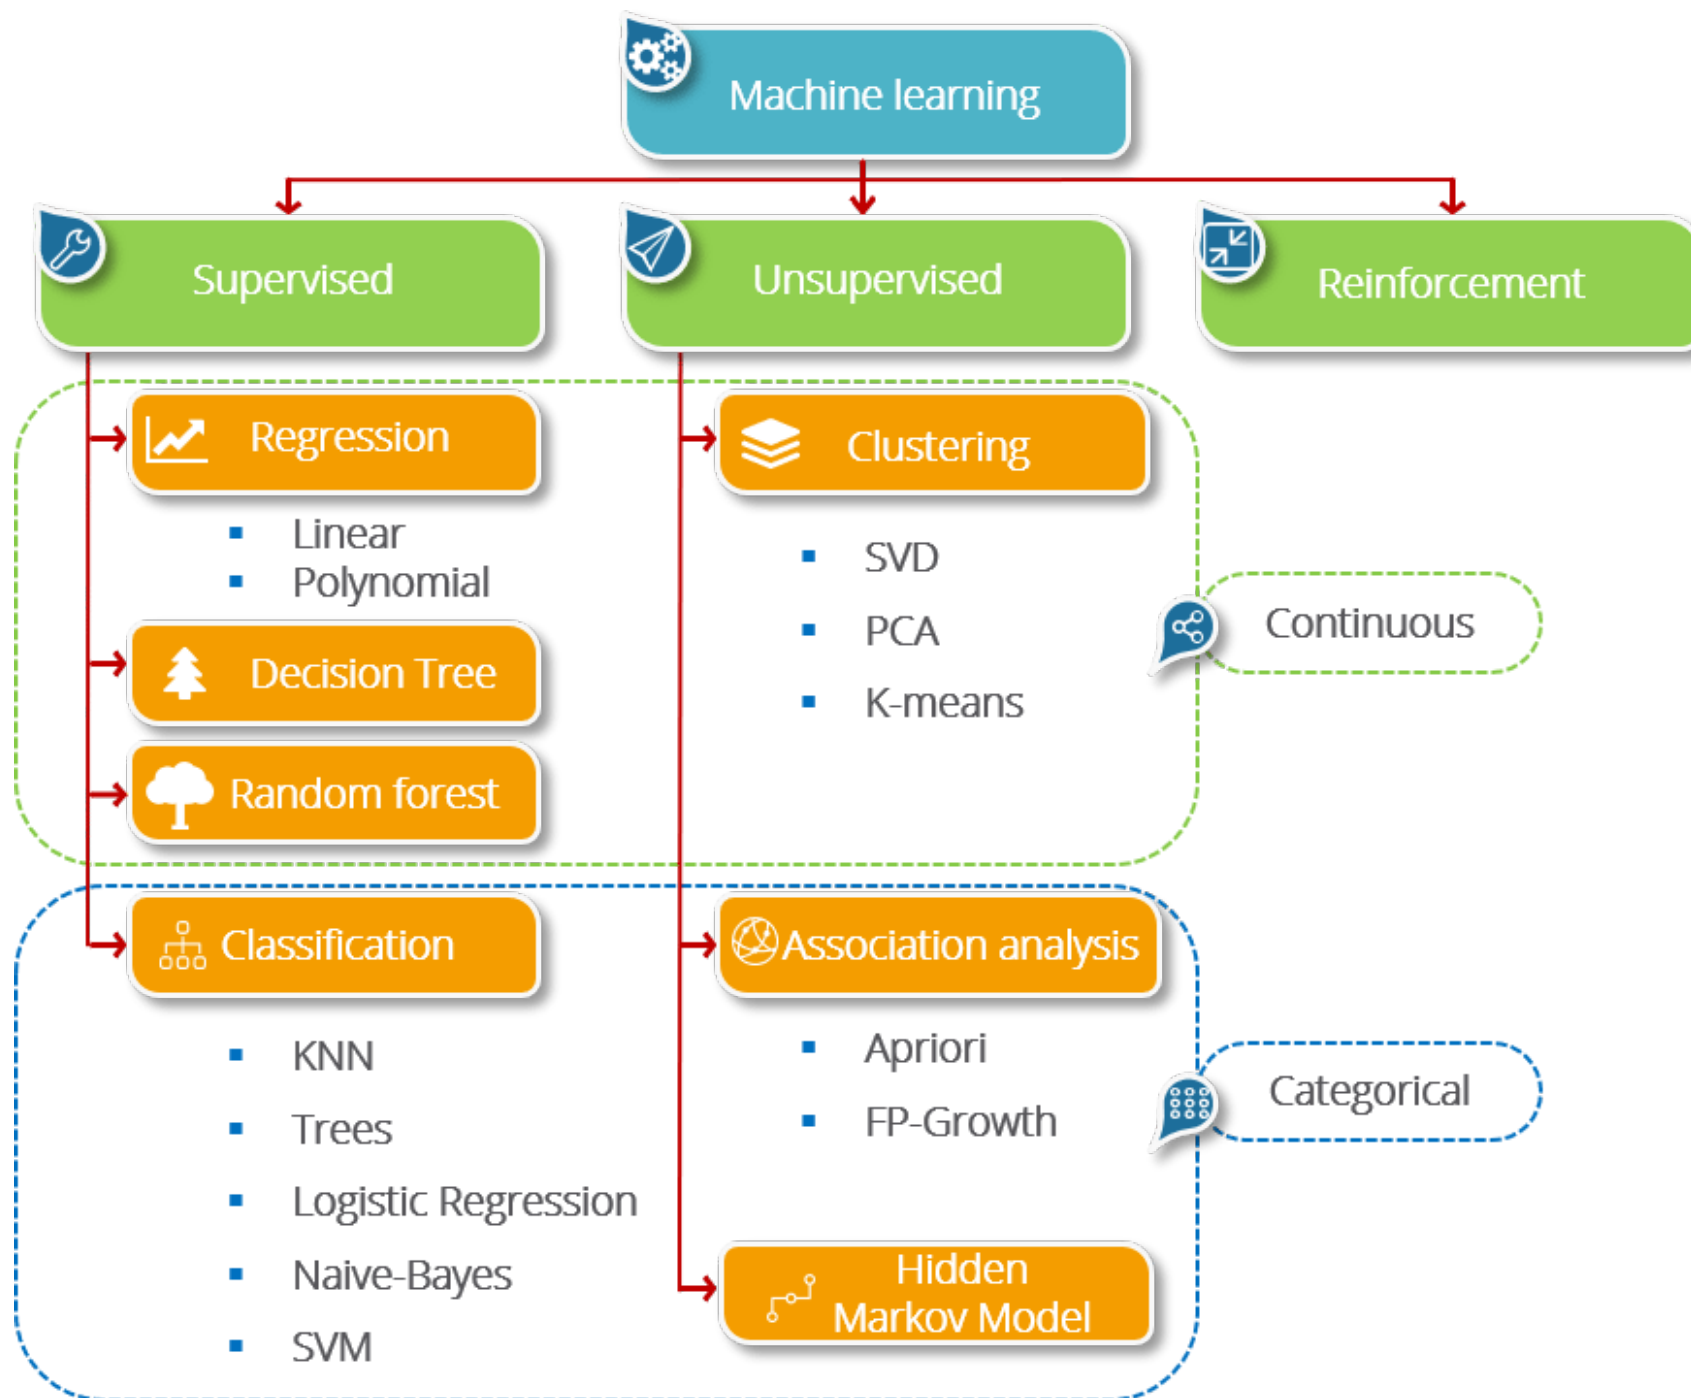 Machine learning
Supervised
Unsupervised
Reinforcement
Regression
Linear
Polynomial
Decision Tree
Random forest
Clustering
SVD
PCA
K-means
Continuous
Classification
KNN
Trees
Logistic Regression
Naive-Bayes
SVM
Association analysis
Apriori
FP-Growth
Hidden
Markov Model
Categorical